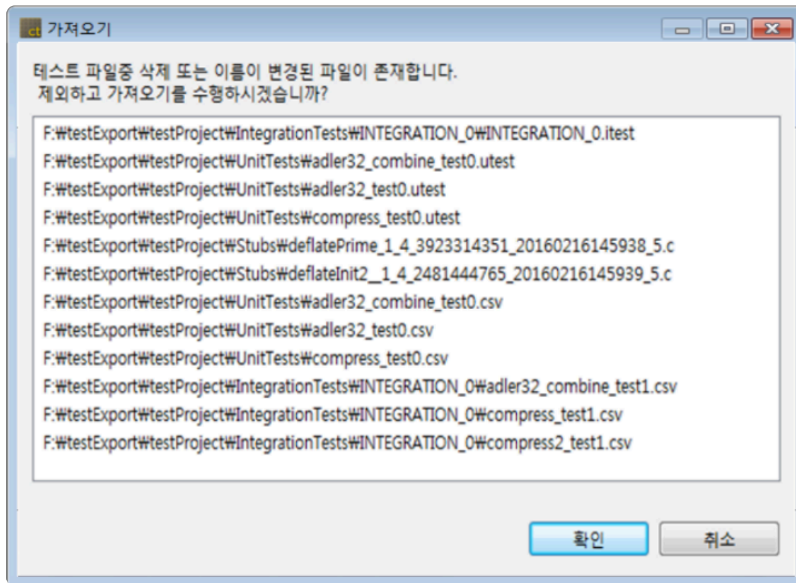 ct 가져오기
테스트 파일중 삭제 또는 이름이 변경된 파일이 존재합니다.
제외하고 가져오기를 수행하시겠습니까?
F:₩testExport₩testProject₩IntegrationTests₩INTEGRATION_0₩INTEGRATION_0.itest
F:₩testExport₩testProject₩UnitTests₩adler32_combine_test0.utest
F:₩testExport₩testProject₩UnitTests₩adler32_test0.utest
F:₩testExport₩testProject₩UnitTests₩compress_test0.utest
F:₩testExport₩testProject₩Stubs₩deflatePrime_1_4_3923314351_20160216145938_5.c
F:₩testExport₩testProject₩Stubs₩deflateInit2__1_4_2481444765_20160216145939_5.c
F:₩testExport₩testProject₩UnitTests₩adler32_combine_test0.csv
F:₩testExport₩testProject₩UnitTests₩adler32_test0.csv
F:₩testExport₩testProject₩UnitTests₩compress_test0.csv
F:₩testExport₩testProject₩IntegrationTests₩INTEGRATION_0₩adler32_combine_test1.csv
F:₩testExport₩testProject₩IntegrationTests₩INTEGRATION_0₩compress_test1.csv
F:₩testExport₩testProject₩IntegrationTests₩INTEGRATION_0₩compress2_test1.csv
확인 취소